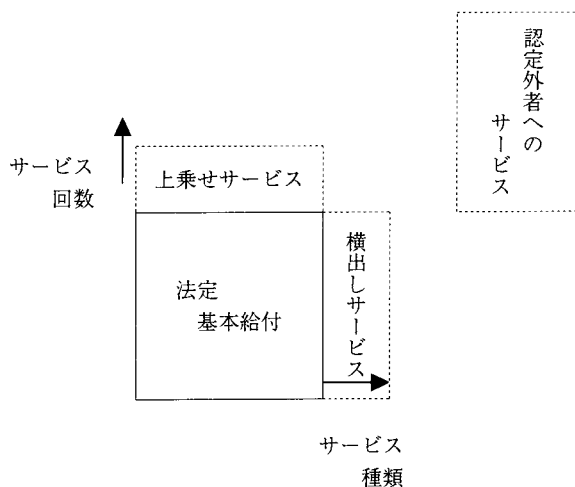 認定外者への
サービス
サービス
回数
上乗せサービス
法定
基本給付
横出しサービス
サービス
種類